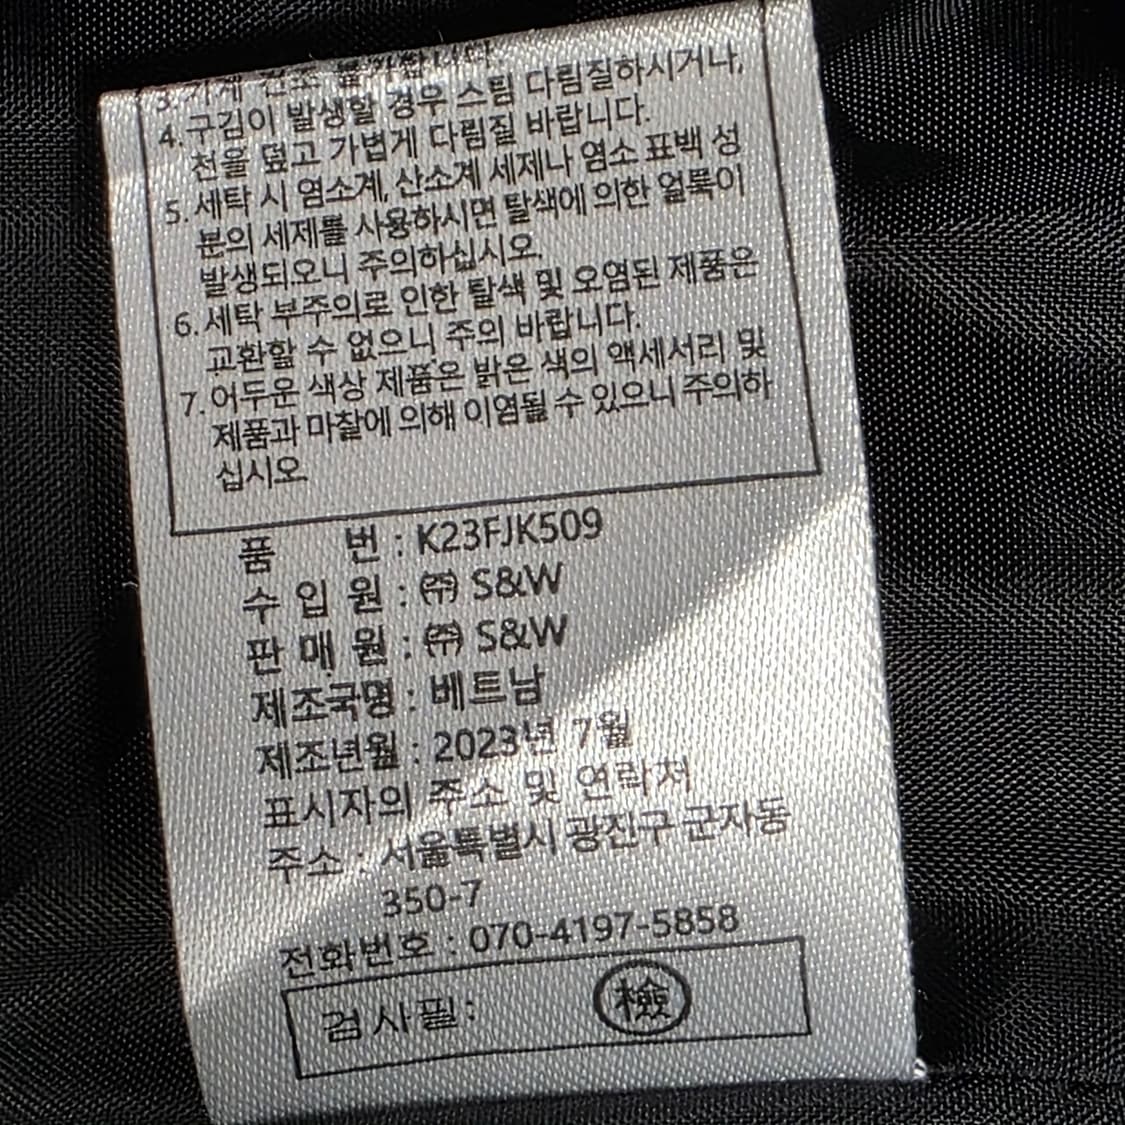 3. 기계 건조 불가합니다.
4. 구김이 발생할 경우 스팀 다림질하시거나,
천을 덮고 가볍게 다림질 바랍니다.
5. 세탁 시 염소계, 산소계 세제나 염소 표백 성
분의 세제를 사용하시면 탈색에 의한 얼룩이
발생되오니 주의하십시오.
6. 세탁 부주의로 인한 탈색 및 오염된 제품은
교환할 수 없으니 주의 바랍니다.
7. 어두운 색상 제품은 밝은 색의 액세서리 및
제품과 마찰에 의해 이염될 수 있으니 주의하
십시오
품 번 : K23FJK509
수 입 원 : ㈜ S&W
판 매 원 : ㈜ S&W
제조국명 : 베트남
제조년월 : 2023년 7월
표시자의 주소 및 연락처
주소 : 서울특별시 광진구 군자동
350-7
전화번호 : 070-4197-5858
검사필: 檢